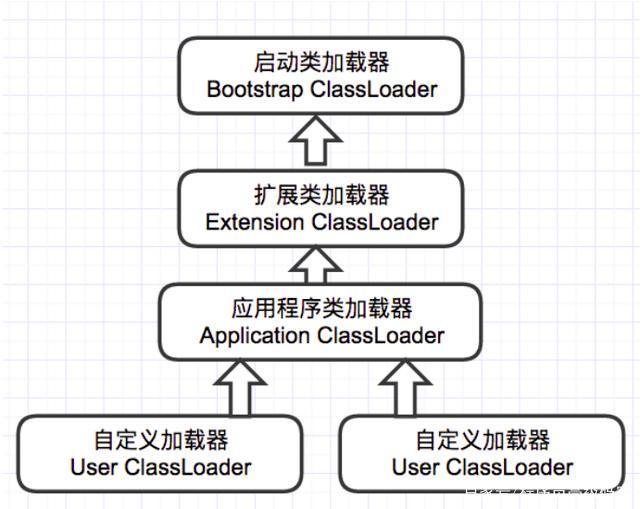 启动类加载器
Bootstrap ClassLoader
扩展类加载器
Extension ClassLoader
应用程序类加载器
Application ClassLoader
自定义加载器
User ClassLoader
自定义加载器
User ClassLoader